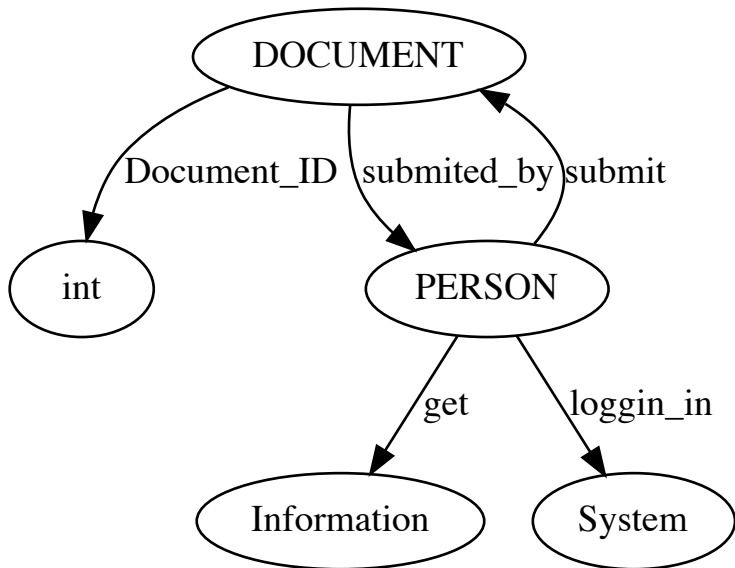 DOCUMENT
Document_ID
submited_by
submit
int
PERSON
get
loggin_in
Information
System